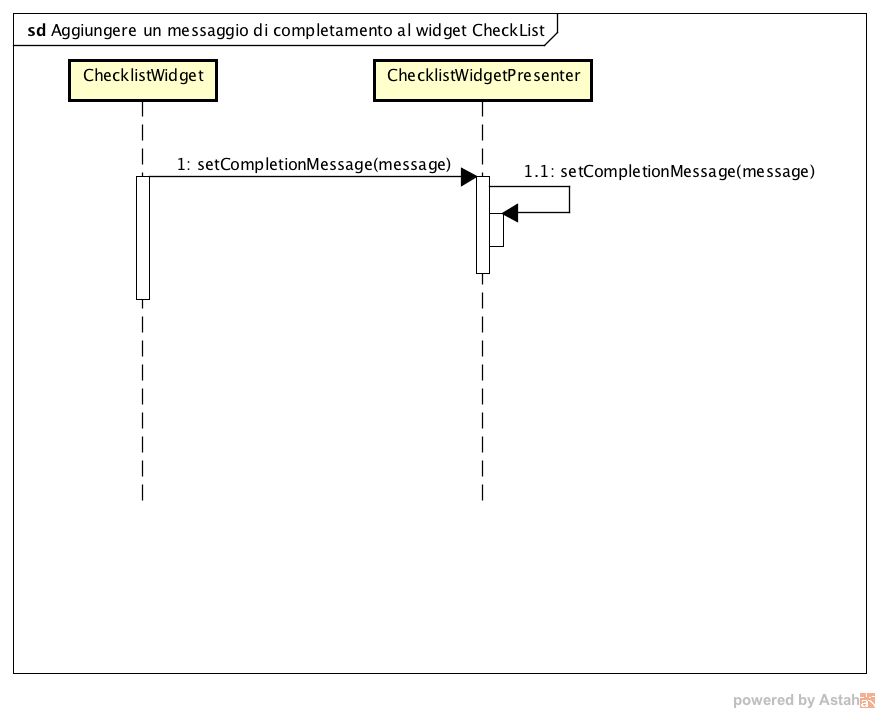 sd Aggiungere un messaggio di completamento al widget CheckList
ChecklistWidget
ChecklistWidgetPresenter
1: setCompletionMessage(message)
1.1: setCompletionMessage(message)
powered by Astah